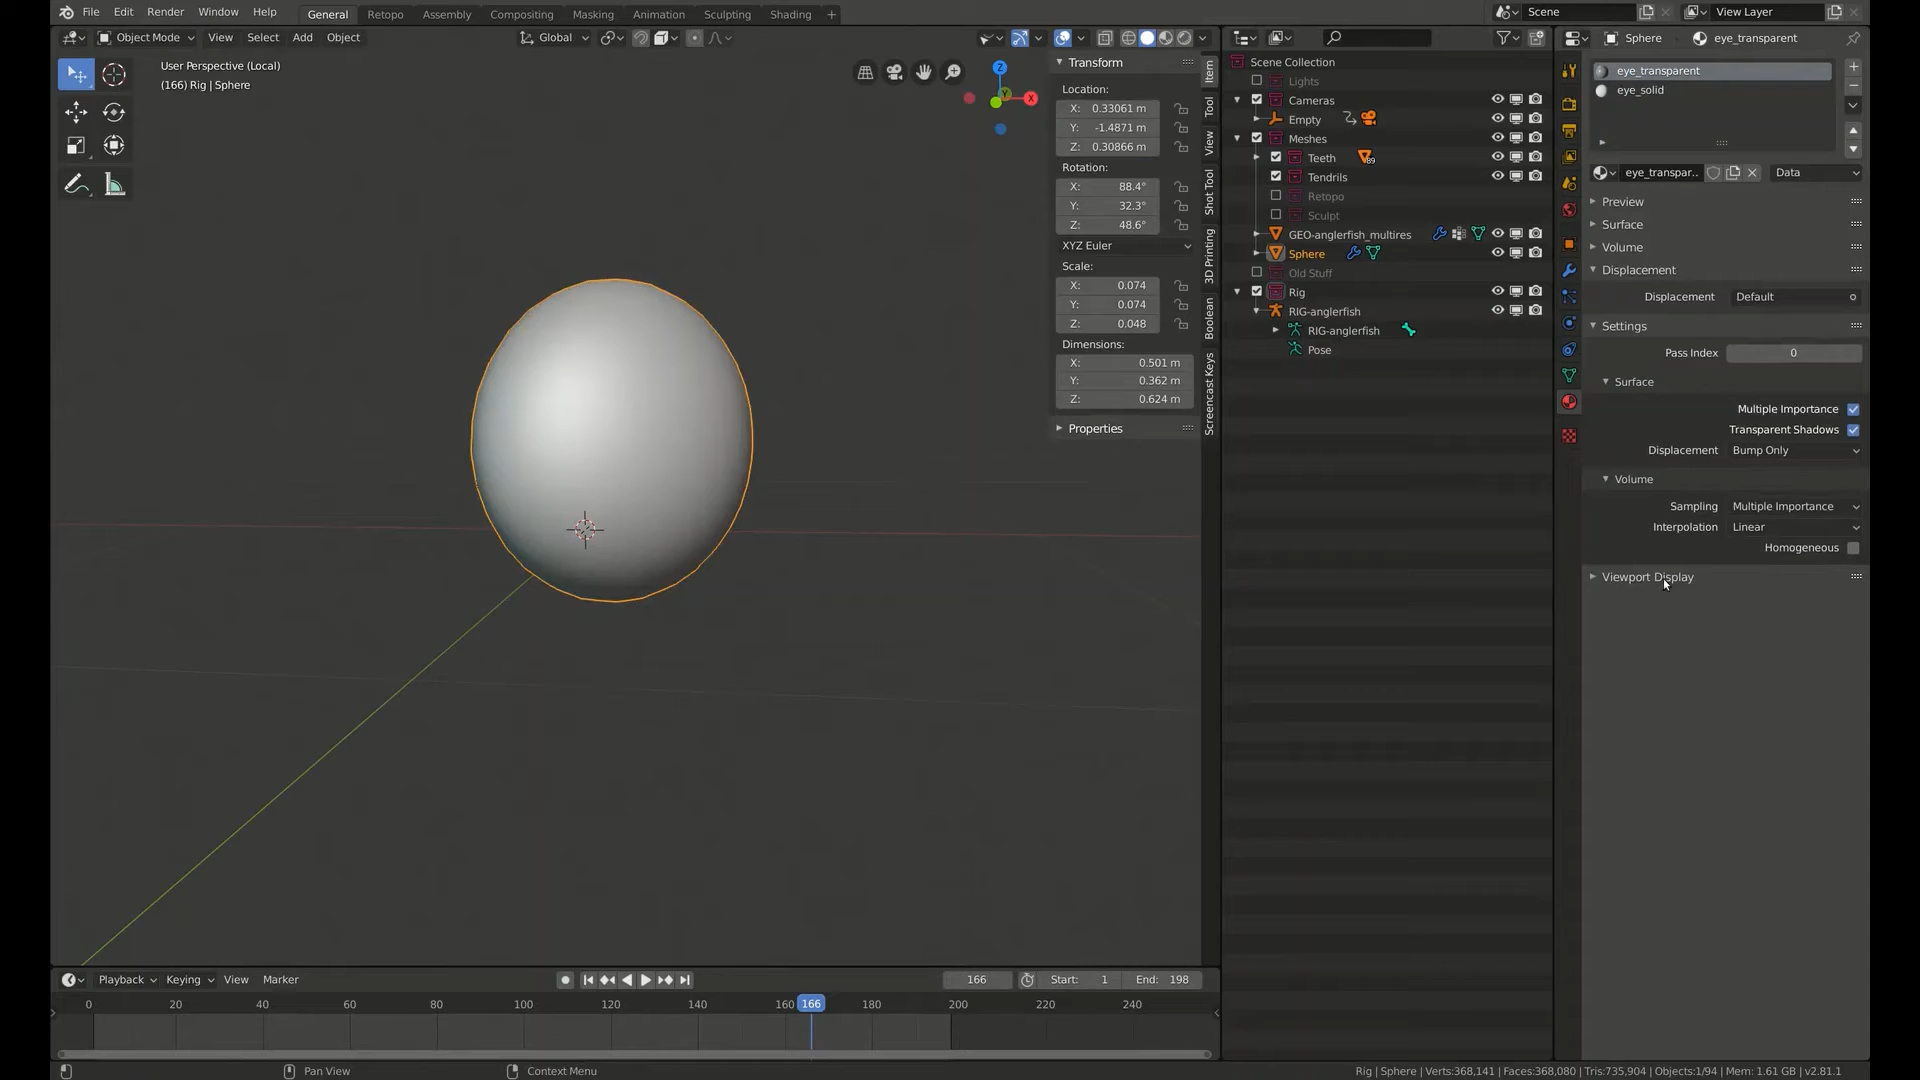 File Edit Render Window Help General Retopo Assembly Compositing Masking Animation Tendrils Sculpting Shading + Scene View Layer
Object Mode View Select Add Object Global Sphere eye_transparent
User Perspective (Local)
(166) Rig | Sphere
Transform
Location:
X: 0.33061 m
Y: -1.4871 m
Z: 0.30866 m
Rotation:
X: 88.4°
Y: 32.3°
Z: 48.6°
XYZ Euler
Scale:
X: 0.074
Y: 0.074
Z: 0.048
Dimensions:
X: 0.501 m
Y: 0.362 m
Z: 0.624 m
Properties
Item
Tool
View
Shot Tool
3D Printing
Boolean
Screencast Keys
Z
Y
X
Scene Collection
Lights
Cameras
Empty
Meshes
Teeth 89
Tendrils
Retopo
Sculpt
GEO-anglerfish_multires
Sphere
Old Stuff
Rig
RIG-anglerfish
RIG-anglerfish
Pose
eye_transparent
eye_solid
eye_transpar.. Data
Preview
Surface
Volume
Displacement
Displacement Default
Settings
Pass Index 0
Surface
Multiple Importance
Transparent Shadows
Displacement Bump Only
Volume
Sampling Multiple Importance
Interpolation Linear
Homogeneous
Viewport Display
Playback Keying View Marker 166 Start: 1 End: 198
0 20 40 60 80 100 120 140 160 166 180 200 220 240
Pan View Context Menu Rig | Sphere | Verts:368,141 | Faces:368,080 | Tris:735,904 | Objects:1/94 | Mem: 1.61 GB | v2.81.1